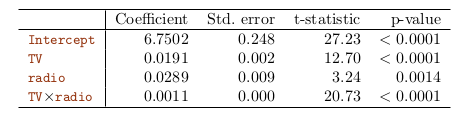 Coefficient Std. error t-statistic p-value
Intercept 6.7502 0.248 27.23 < 0.0001
TV 0.0191 0.002 12.70 < 0.0001
radio 0.0289 0.009 3.24 0.0014
TV×radio 0.0011 0.000 20.73 < 0.0001